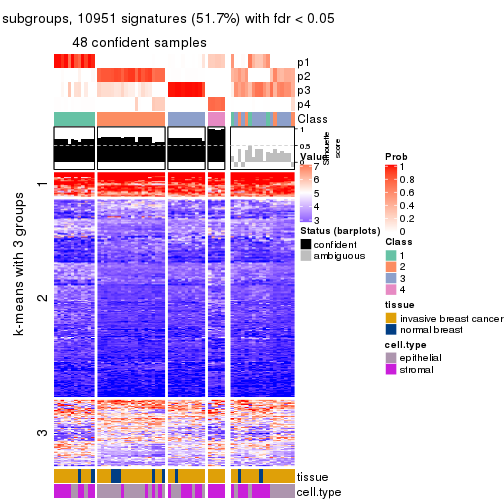 subgroups, 10951 signatures (51.7%) with fdr < 0.05
48 confident samples
p1
p2
p3
p4
Class
1
0.5
0
Silhouette
score
k-means with 3 groups
1
2
3
tissue
cell.type
Value
7
6
5
4
3
Status (barplots)
confident
ambiguous
Prob
1
0.8
0.6
0.4
0.2
0
Class
1
2
3
4
tissue
invasive breast cancer
normal breast
cell.type
epithelial
stromal